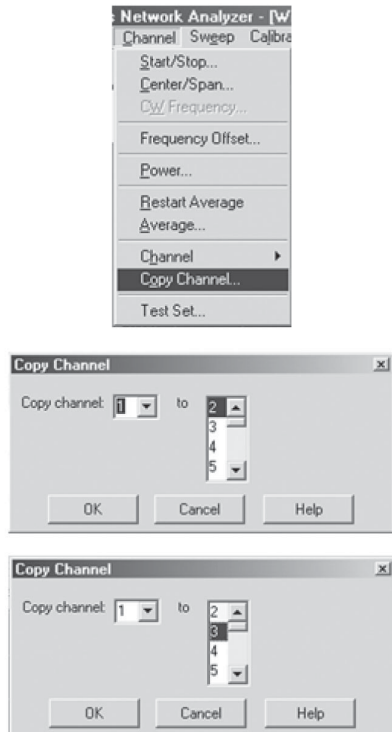 Network Analyzer - [W
Channel Sweep Calibra
Start/Stop...
Center/Span...
CW Frequency...
Frequency Offset...
Power...
Restart Average
Average...
Channel
Copy Channel...
Test Set...
Copy Channel
Copy channel: 1 to 2
3
4
5
OK Cancel Help
Copy Channel
Copy channel: 1 to 2
3
4
5
OK Cancel Help